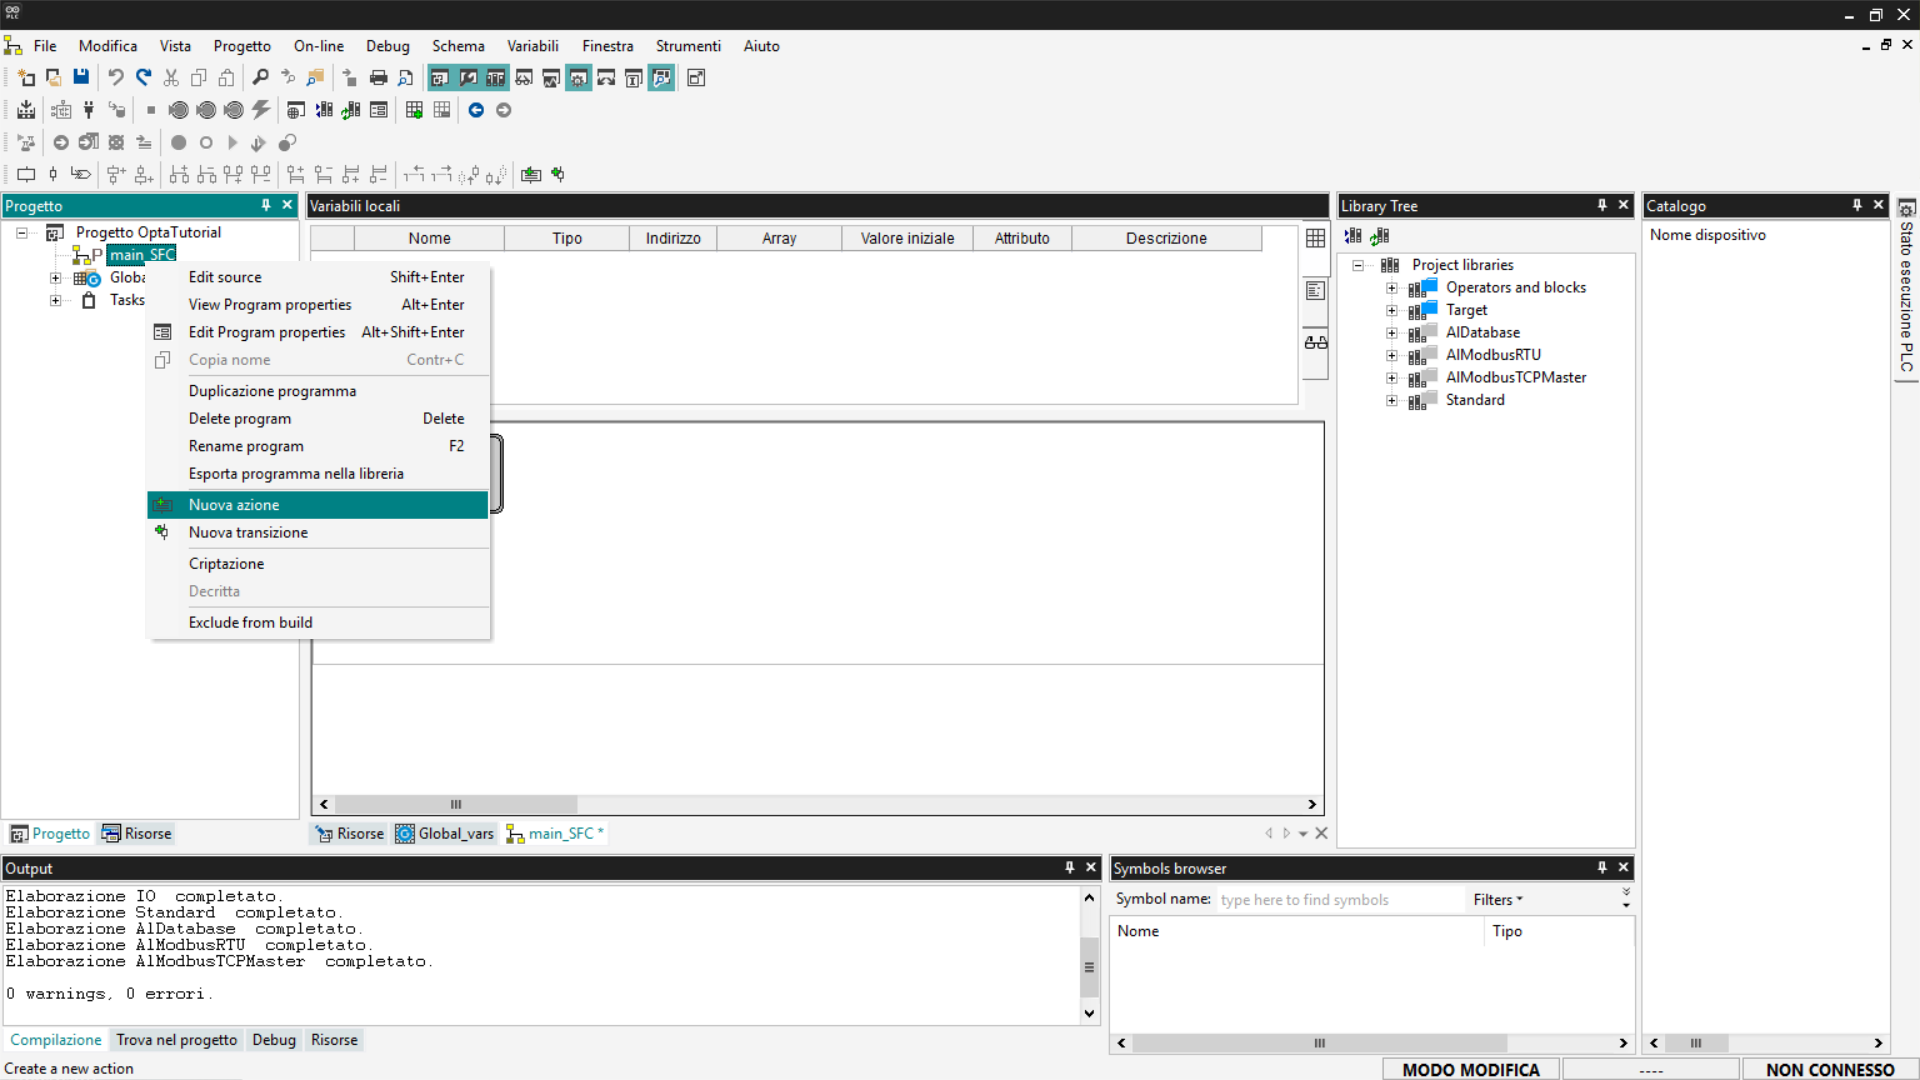 PLC
File Modifica Vista Progetto On-line Debug Schema Variabili Finestra Strumenti Aiuto
Progetto
Progetto OptaTutorial
P main_SFC
Globa
Tasks
Edit source Shift+Enter
View Program properties Alt+Enter
Edit Program properties Alt+Shift+Enter
Copia nome Contr+C
Duplicazione programma
Delete program Delete
Rename program F2
Esporta programma nella libreria
Nuova azione
Nuova transizione
Criptazione
Decritta
Exclude from build
Progetto Risorse
Variabili locali
Nome Tipo Indirizzo Array Valore iniziale Attributo Descrizione
Risorse Global_vars main_SFC *
Library Tree
Project libraries
Operators and blocks
Target
AlDatabase
AlModbusRTU
AlModbusTCPMaster
Standard
Catalogo
Nome dispositivo
Stato esecuzione PLC
Output
Elaborazione IO completato.
Elaborazione Standard completato.
Elaborazione AlDatabase completato.
Elaborazione AlModbusRTU completato.
Elaborazione AlModbusTCPMaster completato.
0 warnings, 0 errori.
Compilazione Trova nel progetto Debug Risorse
Symbols browser
Symbol name: type here to find symbols Filters
Nome Tipo
Create a new action
MODO MODIFICA ---- NON CONNESSO